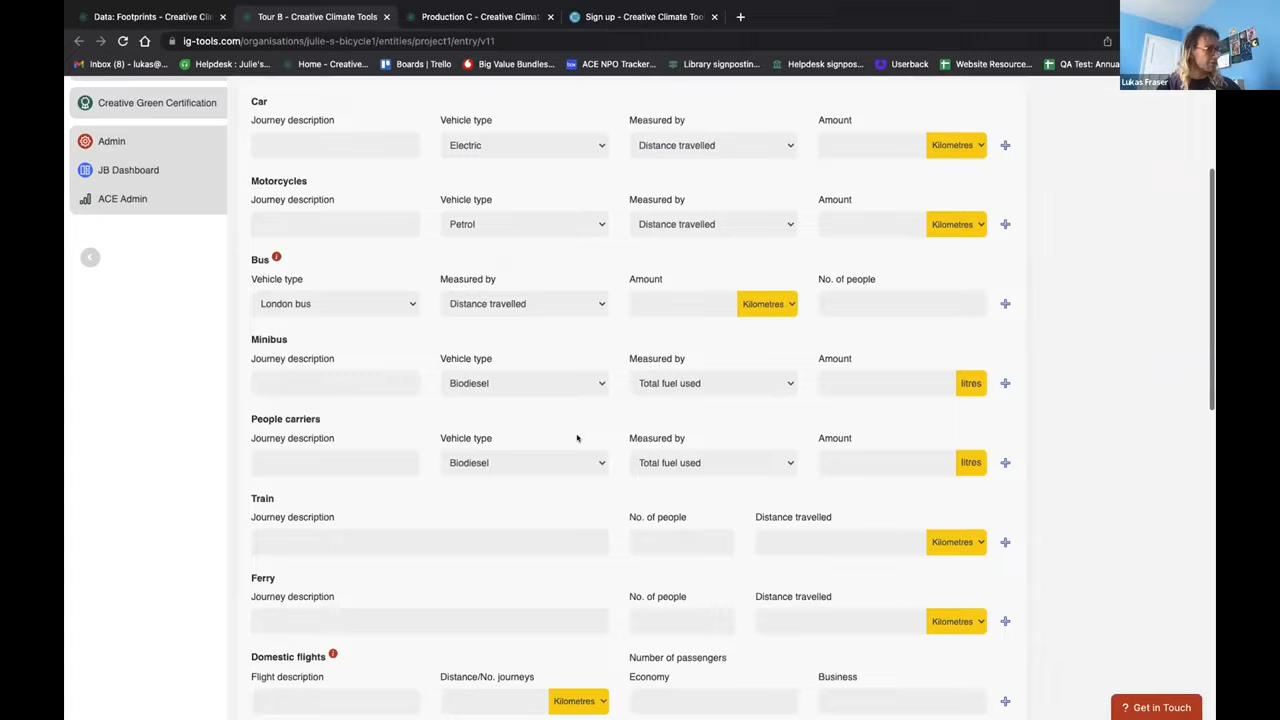 Data: Footprints - Creative Cli
Tour B - Creative Climate Tools
Production C - Creative Climat
Sign up - Creative Climate Too
ig-tools.com/organisations/julie-s-bicycle1/entities/project1/entry/v11
Inbox (8) - lukas@...
Helpdesk : Julie's...
Home - Creative...
Boards | Trello
Big Value Bundles...
ACE NPO Tracker...
Library signposting...
Helpdesk signpos...
Userback
Website Resource...
QA Test: Annua
Lukas Fraser
Creative Green Certification
Admin
JB Dashboard
ACE Admin
Car
Journey description Vehicle type Measured by Amount
Electric Distance travelled Kilometres
Motorcycles
Journey description Vehicle type Measured by Amount
Petrol Distance travelled Kilometres
Bus
Vehicle type Measured by Amount No. of people
London bus Distance travelled Kilometres
Minibus
Journey description Vehicle type Measured by Amount
Biodiesel Total fuel used litres
People carriers
Journey description Vehicle type Measured by Amount
Biodiesel Total fuel used litres
Train
Journey description No. of people Distance travelled
Kilometres
Ferry
Journey description No. of people Distance travelled
Kilometres
Domestic flights Number of passengers
Flight description Distance/No. journeys Economy Business
Kilometres
? Get in Touch